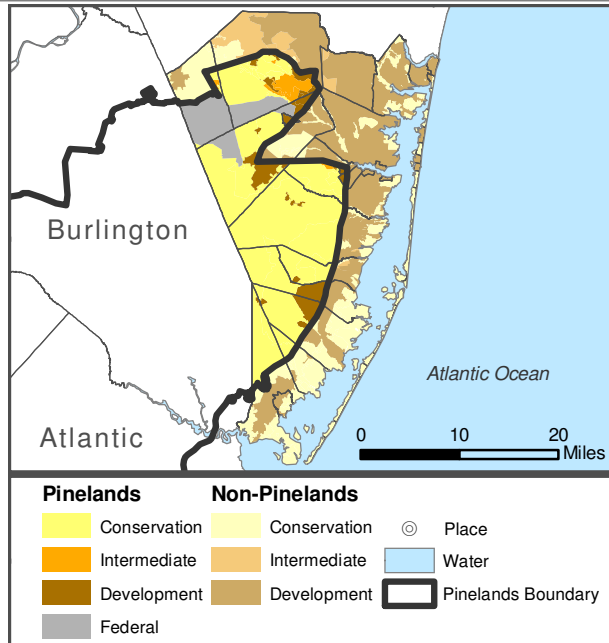 Burlington
Atlantic Ocean
Atlantic
0 10 20
Miles
Pinelands Non-Pinelands
Conservation Conservation Place
Intermediate Intermediate Water
Development Development Pinelands Boundary
Federal